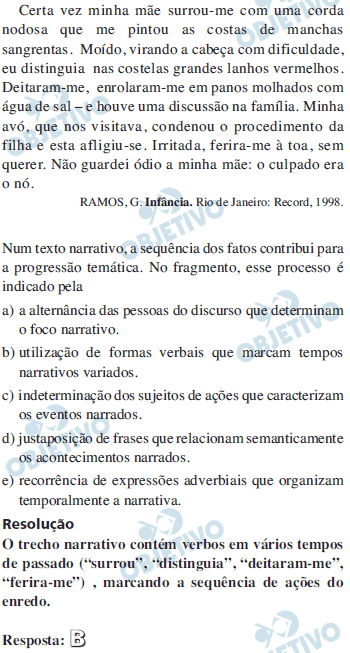 Certa vez minha mãe surrou-me com uma corda
nodosa que me pintou as costas de manchas
sangrentas. Moído, virando a cabeça com dificuldade,
eu distinguia nas costelas grandes lanhos vermelhos.
Deitaram-me, enrolaram-me em panos molhados com
água de sal – e houve uma discussão na família. Minha
avó, que nos visitava, condenou o procedimento da
filha e esta afligiu-se. Irritada, ferira-me à toa, sem
querer. Não guardei ódio a minha mãe: o culpado era
o nó.
RAMOS, G. Infância. Rio de Janeiro: Record, 1998.
Num texto narrativo, a sequência dos fatos contribui para
a progressão temática. No fragmento, esse processo é
indicado pela
a) a alternância das pessoas do discurso que determinam
o foco narrativo.
b) utilização de formas verbais que marcam tempos
narrativos variados.
c) indeterminação dos sujeitos de ações que caracterizam
os eventos narrados.
d) justaposição de frases que relacionam semanticamente
os acontecimentos narrados.
e) recorrência de expressões adverbiais que organizam
temporalmente a narrativa.
Resolução
O trecho narrativo contém verbos em vários tempos
de passado (“surrou”, “distinguia”, “deitaram-me”,
“ferira-me”) , marcando a sequência de ações do
enredo.
Resposta: B
OBJETIVO
OBJETIVO
OBJETIVO
OBJETIVO
OBJETIVO
OBJETIVO
OBJETIVO